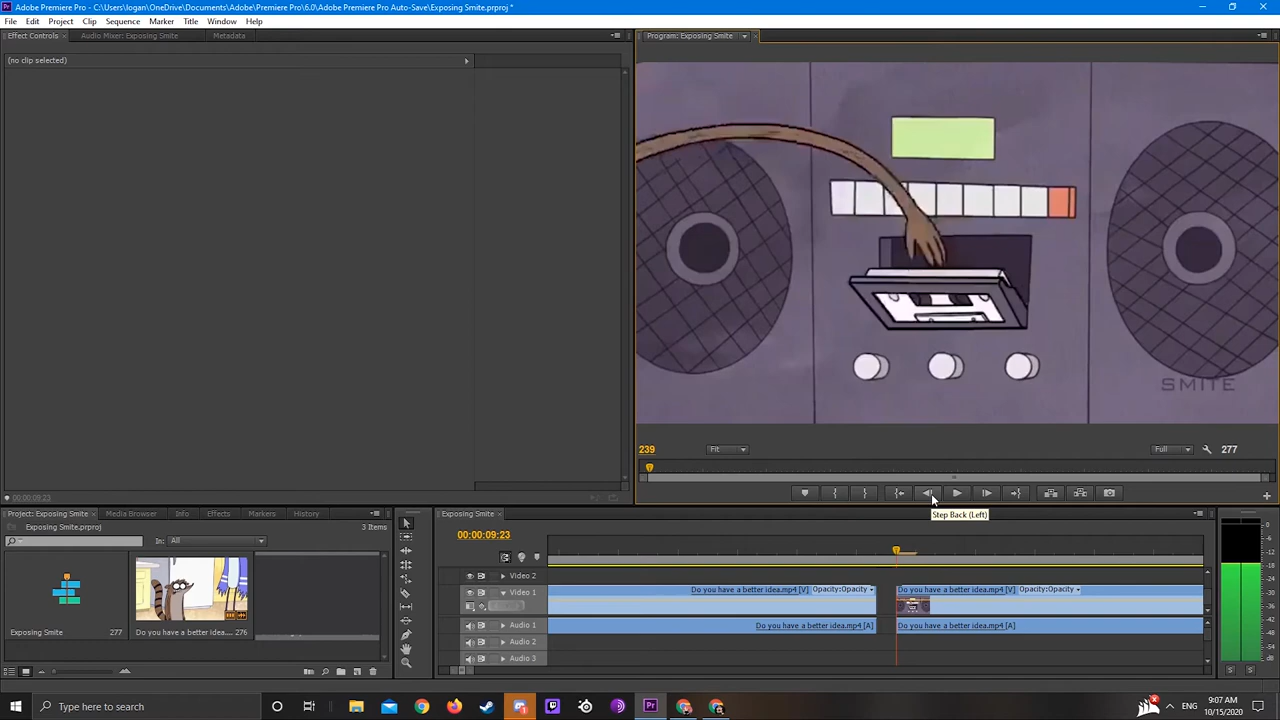 Adobe Premiere Pro - C:\Users\logan\OneDrive\Documents\Adobe\Premiere Pro\6.0\Adobe Premiere Pro Auto-Save\Exposing Smite.prproj *
File Edit Project Clip Sequence Marker Title Window Help
Effect Controls Audio Mixer: Exposing Smite Metadata
Program: Exposing Smite
(no clip selected)
SMITE
239 Fit Full 277
00:00:09:23
Step Back (Left)
Project: Exposing Smite Media Browser Info Effects Markers History
Exposing Smite.prproj 3 Items
In: All
Exposing Smite 277
Do you have a better idea.... 276
Exposing Smite
00:00:09:23
Video 2
Do you have a better idea.mp4 [V] Opacity:Opacity
Do you have a better idea.mp4 [V] Opacity:Opacity
Video 1
Audio 1
Do you have a better idea.mp4 [A]
Do you have a better idea.mp4 [A]
Audio 2
Audio 3
Type here to search
ENG
9:07 AM
10/15/2020